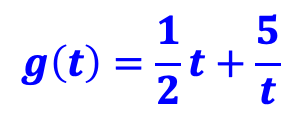 g(t) = 1/2 t + 5/t